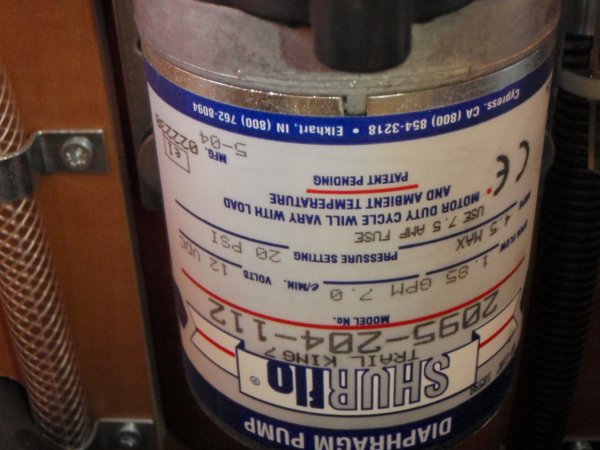 DIAPHRAGM PUMP
SHURflo®
TRAIL KING 7
2095-204-112
MODEL No.
1.85 GPM 7.0 ℓ/MIN. VOLTS 12 VDC
4.5 MAX PRESSURE SETTING 20 PSI
AMPS USE 7.5 AMP FUSE
MOTOR DUTY CYCLE WILL VARY WITH LOAD
AND AMBIENT TEMPERATURE
PATENT PENDING
CE
e1
MFG. 022230
5-04
Cypress, CA (800) 854-3218 • Elkhart, IN (800) 762-8094